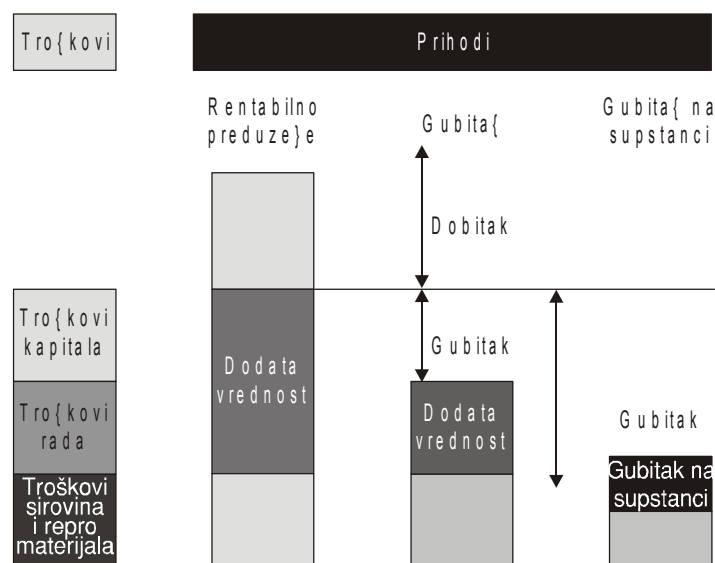 Tro{kovi
Prihodi
Rentabilno
preduze}e
Gubita{
Gubita{ na
supstanci
Dobitak
Tro{kovi
kapitala
Gubitak
Dodata
vrednost
Tro{kovi
rada
Dodata
vrednost
Gubitak
Troškovi
sirovina
i repro
materijala
Gubitak na
supstanci